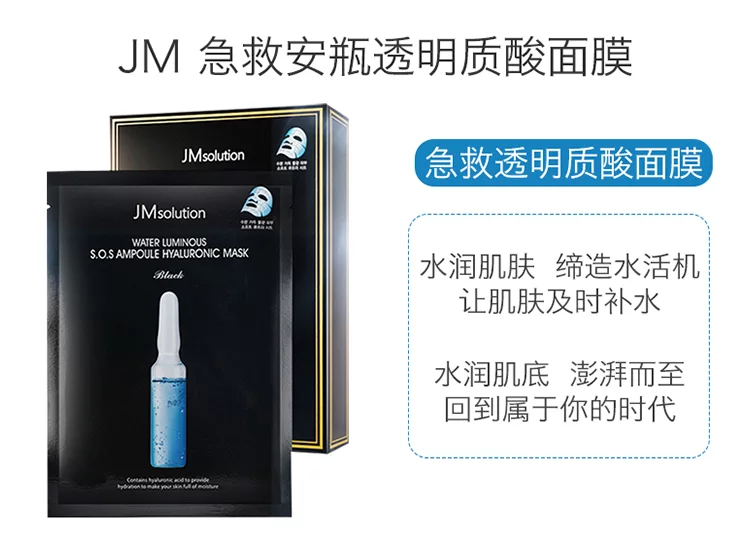 JM 急救安瓶透明质酸面膜
JMsolution
JMsolution
WATER LUMINOUS
S.O.S AMPOULE HYALURONIC MASK
Black
Contains hyaluronic acid to provide
hydration to make your skin full of moisture
急救透明质酸面膜
水润肌肤 缔造水活机
让肌肤及时补水
水润肌底 澎湃而至
回到属于你的时代